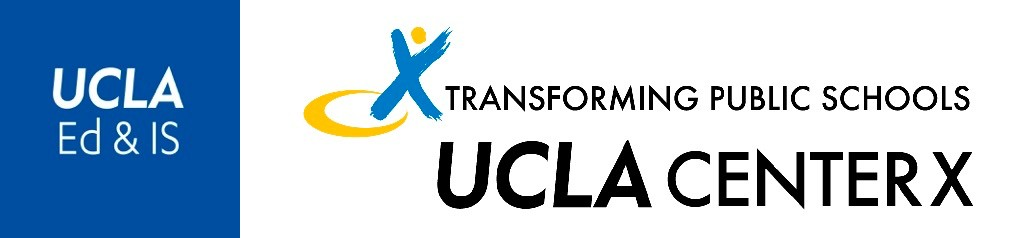 UCLA
Ed & IS
TRANSFORMING PUBLIC SCHOOLS
UCLA CENTER X